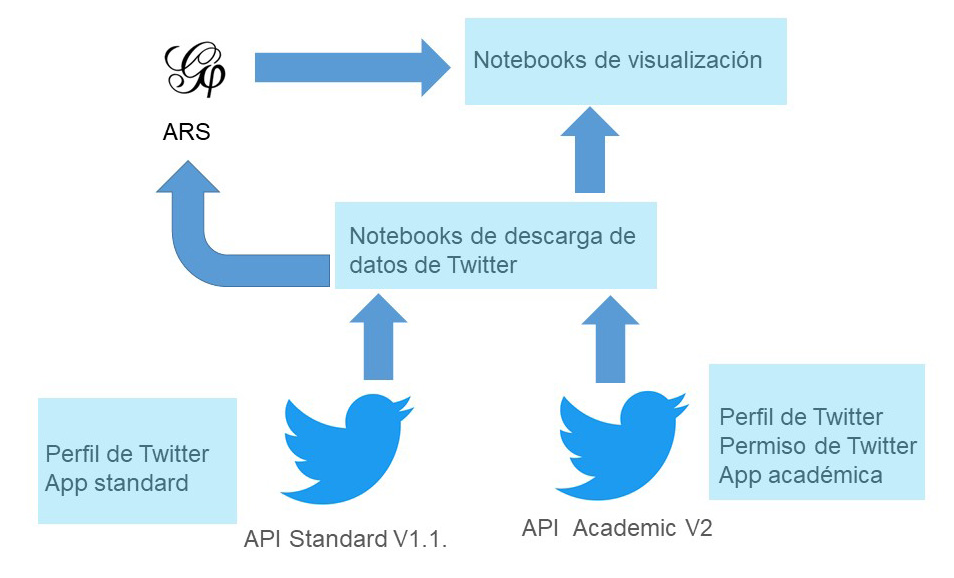 Notebooks de visualización
ARS
Notebooks de descarga de
datos de Twitter
Perfil de Twitter
App standard
API Standard V1.1.
Perfil de Twitter
Permiso de Twitter
App académica
API Academic V2